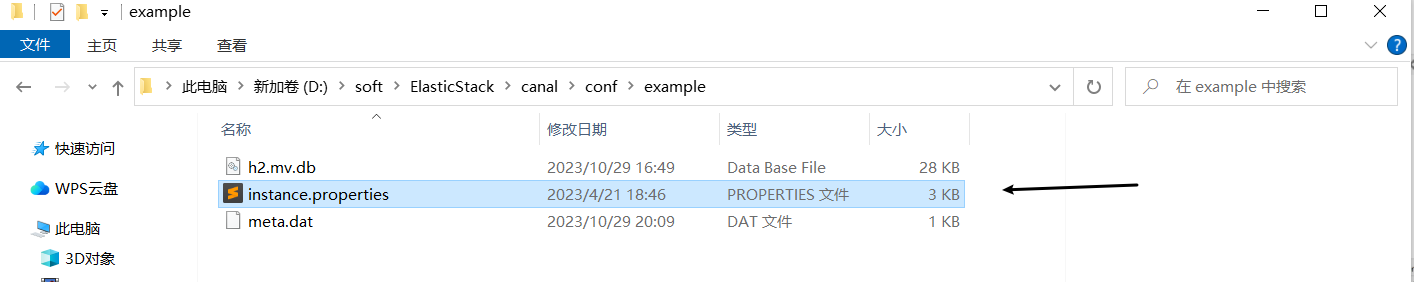 example
文件 主页 共享 查看
此电脑 新加卷 (D:) soft ElasticStack canal conf example 在 example 中搜索
名称 修改日期 类型 大小
快速访问
h2.mv.db 2023/10/29 16:49 Data Base File 28 KB
WPS云盘
instance.properties 2023/4/21 18:46 PROPERTIES 文件 3 KB
meta.dat 2023/10/29 20:09 DAT 文件 1 KB
此电脑
3D对象